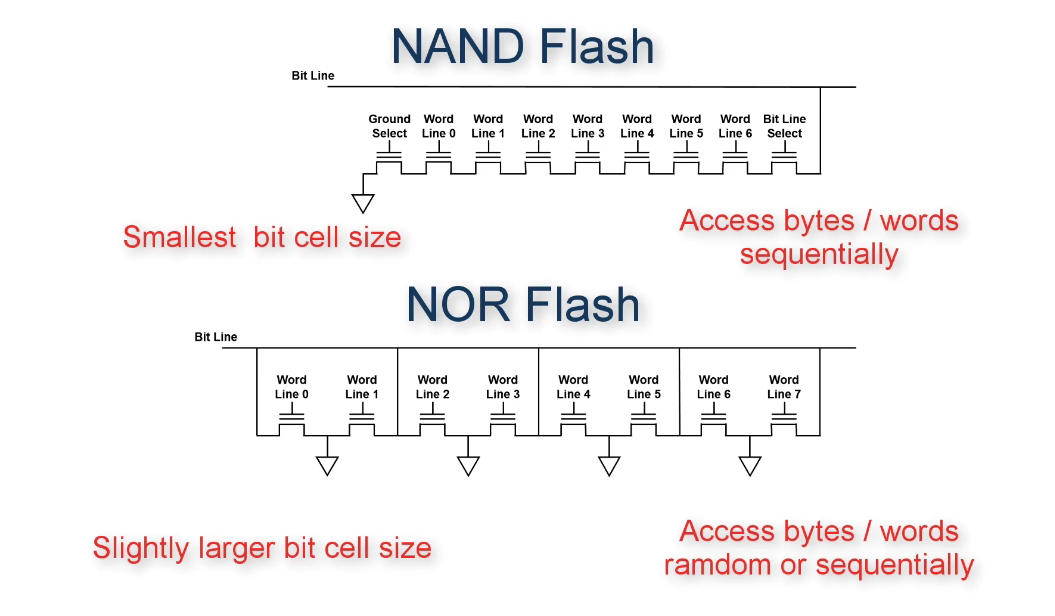 NAND Flash
Bit Line
Ground Word Word Word Word Word Word Word Bit Line
Select Line 0 Line 1 Line 2 Line 3 Line 4 Line 5 Line 6 Select
Smallest bit cell size
Access bytes / words
sequentially
NOR Flash
Bit Line
Word Word Word Word Word Word Word Word
Line 0 Line 1 Line 2 Line 3 Line 4 Line 5 Line 6 Line 7
Slightly larger bit cell size
Access bytes / words
ramdom or sequentially